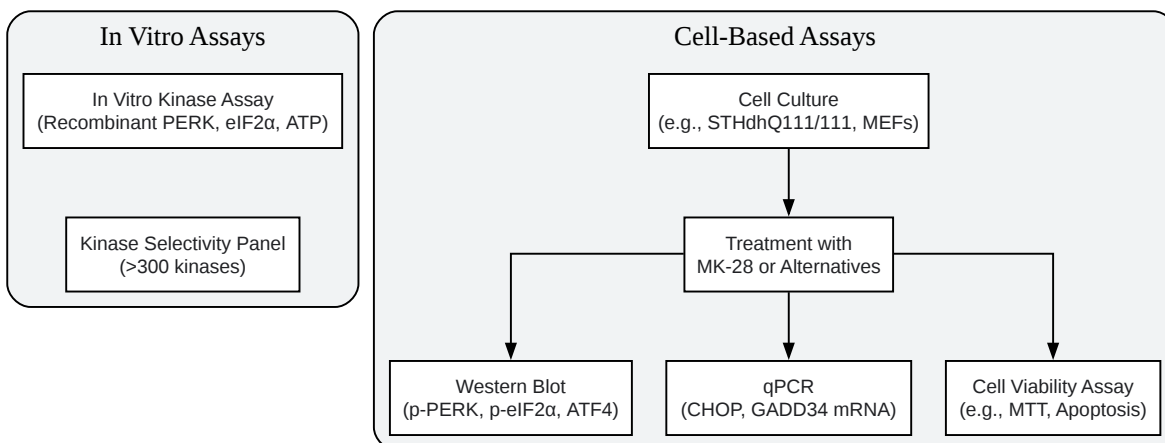 In Vitro Assays
In Vitro Kinase Assay
(Recombinant PERK, eIF2α, ATP)
Kinase Selectivity Panel
(>300 kinases)
Cell-Based Assays
Cell Culture
(e.g., STHdhQ111/111, MEFs)
Treatment with
MK-28 or Alternatives
Western Blot
(p-PERK, p-eIF2α, ATF4)
qPCR
(CHOP, GADD34 mRNA)
Cell Viability Assay
(e.g., MTT, Apoptosis)